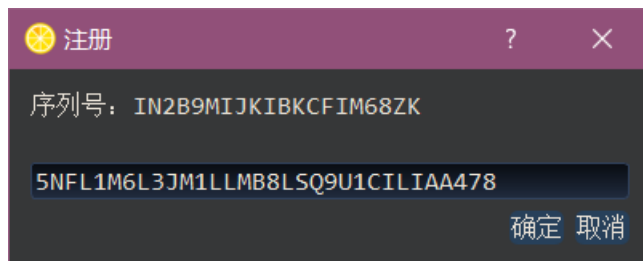 注册 ?
序列号：IN2B9MIJKIBKCFIM68ZK
5NFL1M6L3JM1LLMB8LSQ9U1CILIAA478
确定 取消